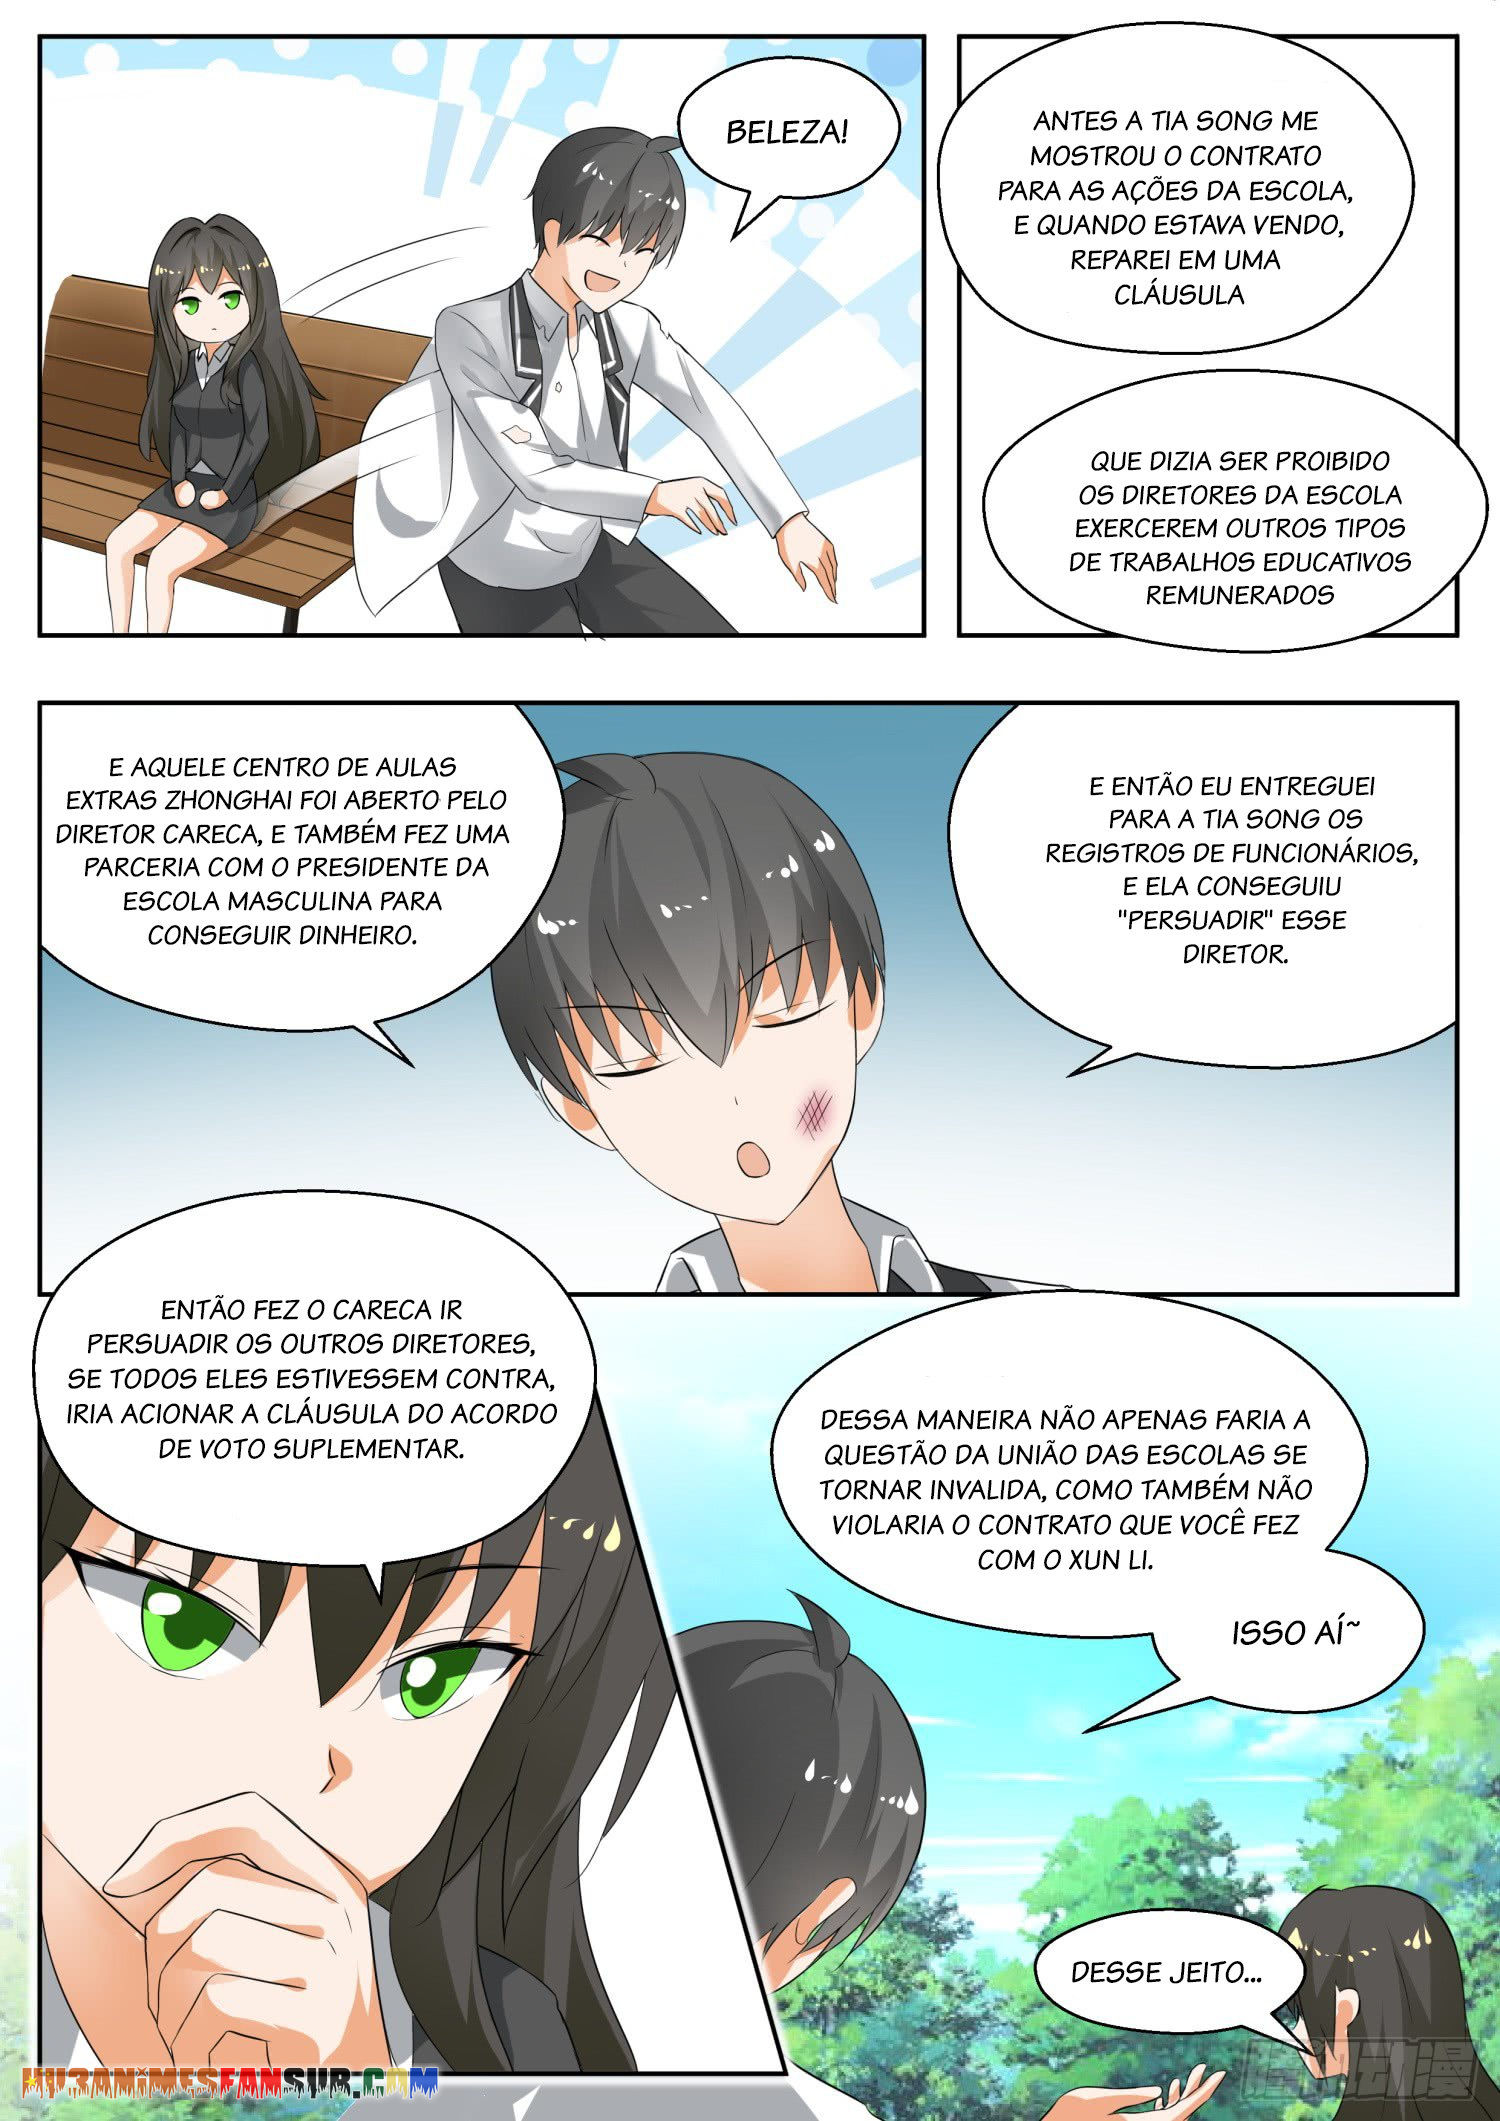 BELEZA!
ANTES A TIA SONG ME
MOSTROU O CONTRATO
PARA AS AÇÕES DA ESCOLA,
E QUANDO ESTAVA VENDO,
REPAREI EM UMA
CLÁUSULA
QUE DIZIA SER PROIBIDO
OS DIRETORES DA ESCOLA
EXERCEREM OUTROS TIPOS
DE TRABALHOS EDUCATIVOS
REMUNERADOS
E AQUELE CENTRO DE AULAS
EXTRAS ZHONGHAI FOI ABERTO PELO
DIRETOR CARECA, E TAMBÉM FEZ UMA
PARCERIA COM O PRESIDENTE DA
ESCOLA MASCULINA PARA
CONSEGUIR DINHEIRO.
E ENTÃO EU ENTREGUEI
PARA A TIA SONG OS
REGISTROS DE FUNCIONÁRIOS,
E ELA CONSEGUIU
"PERSUADIR" ESSE
DIRETOR.
ENTÃO FEZ O CARECA IR
PERSUADIR OS OUTROS DIRETORES,
SE TODOS ELES ESTIVESSEM CONTRA,
IRIA ACIONAR A CLÁUSULA DO ACORDO
DE VOTO SUPLEMENTAR.
DESSA MANEIRA NÃO APENAS FARIA A
QUESTÃO DA UNIÃO DAS ESCOLAS SE
TORNAR INVALIDA, COMO TAMBÉM NÃO
VIOLARIA O CONTRATO QUE VOCÊ FEZ
COM O XUN LI.
ISSO AÍ~
DESSE JEITO...
HU3ANIMESFANSUB.COM